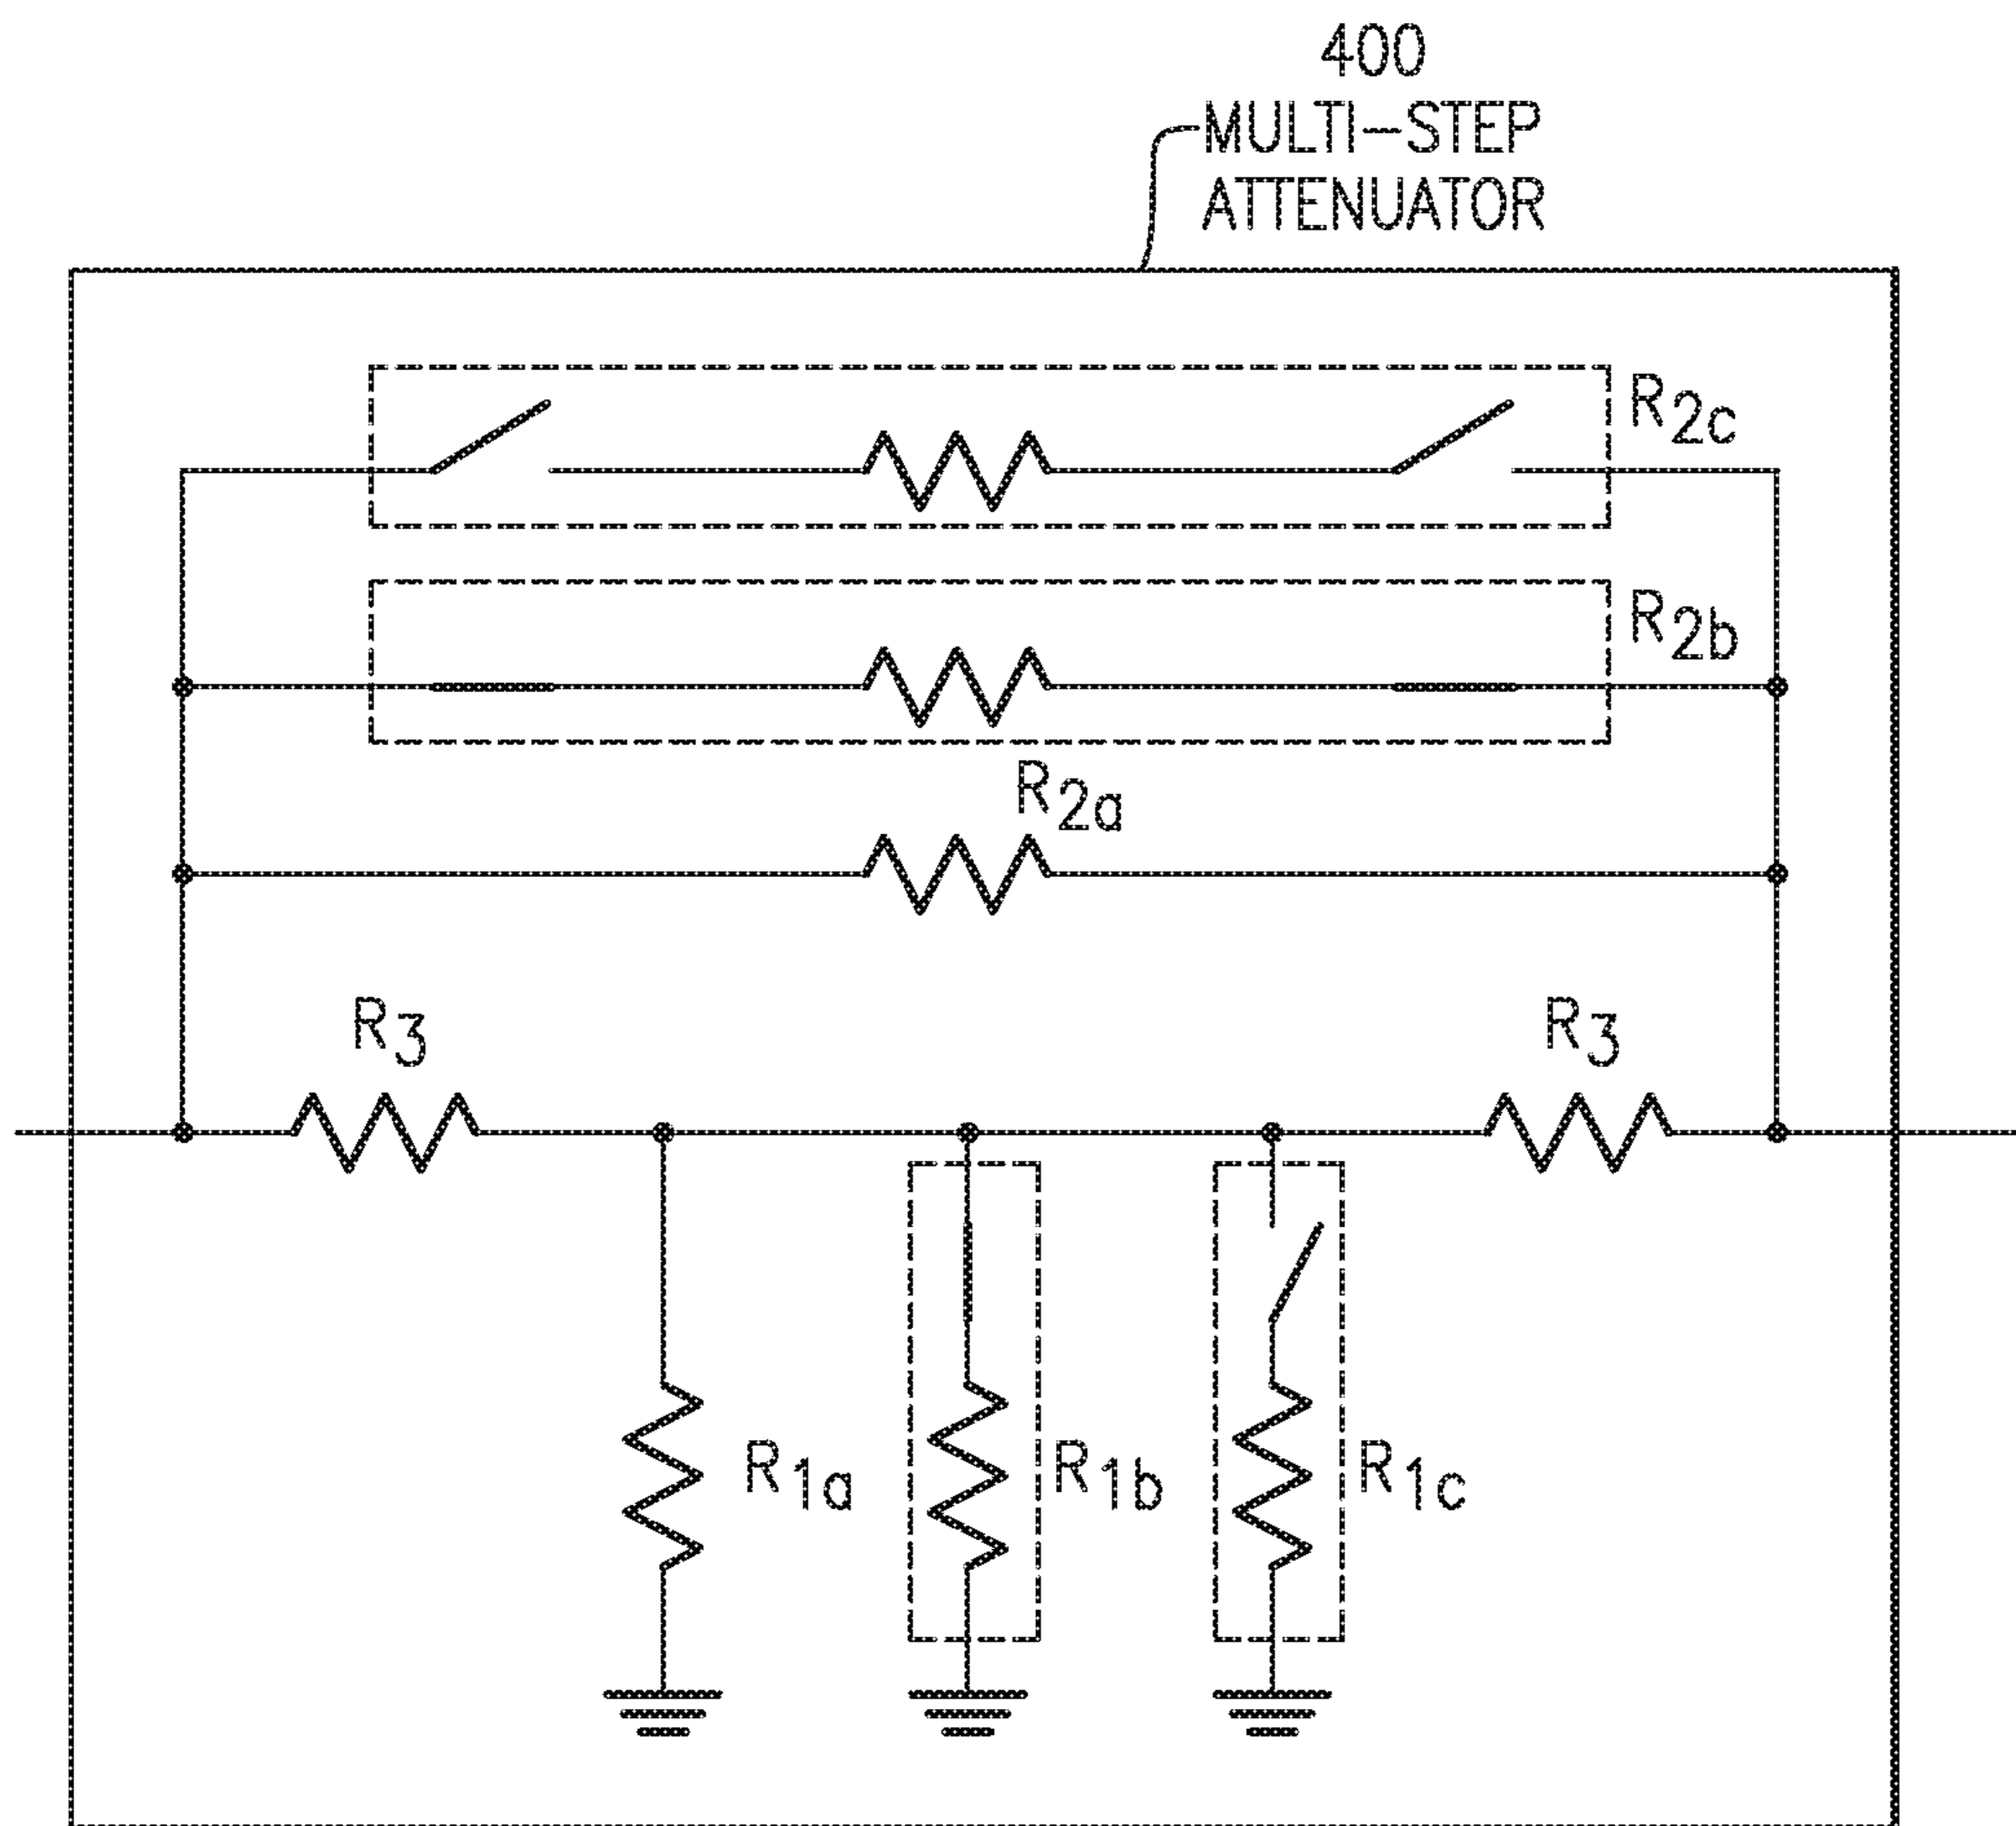 400
MULTI-STEP
ATTENUATOR
R2c
R2b
R2a
R3
R3
R1a
R1b
R1c